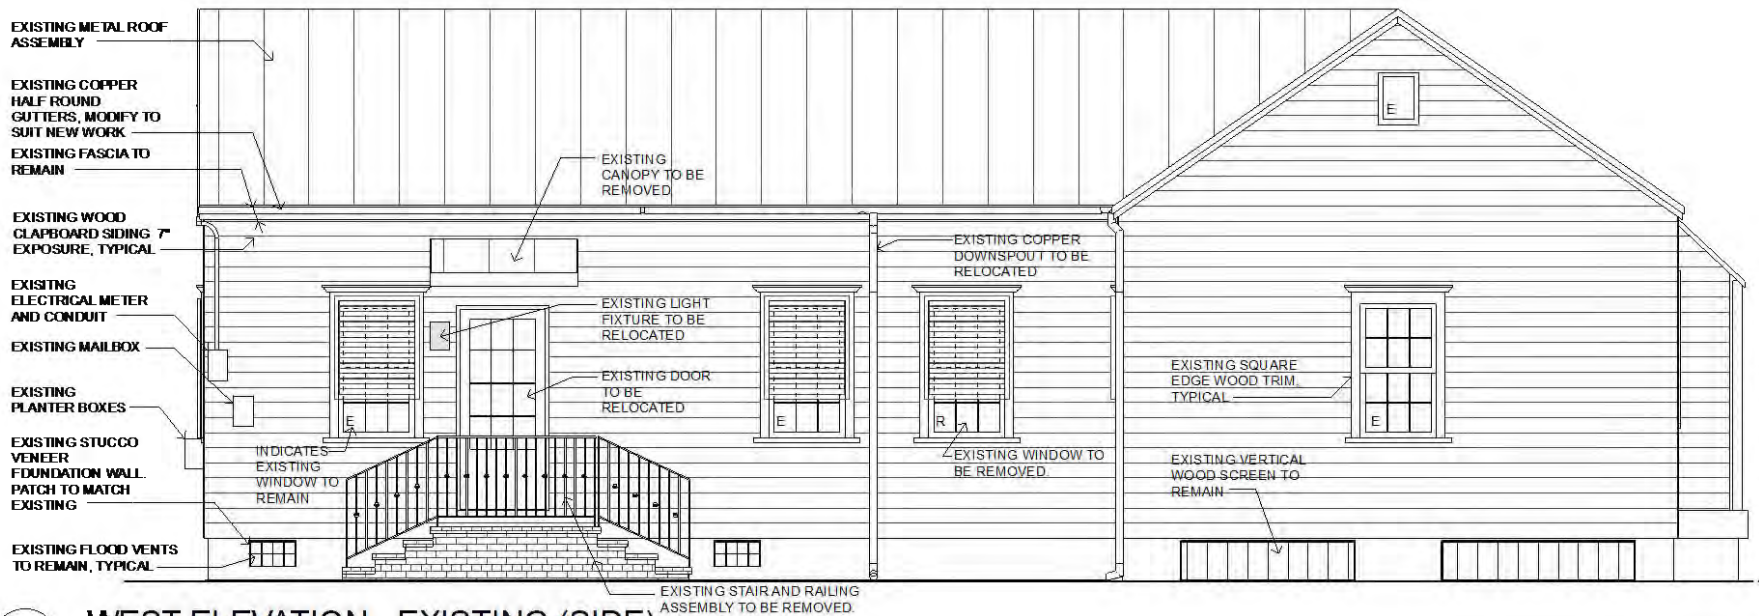 EXISTING METAL ROOF
ASSEMBLY
EXISTING COPPER
HALF ROUND
GUTTERS, MODIFY TO
SUIT NEW WORK
EXISTING FASCIA TO
REMAIN
EXISTING WOOD
CLAPBOARD SIDING 7"
EXPOSURE, TYPICAL
EXISITNG
ELECTRICAL METER
AND CONDUIT
EXISTING MAILBOX
EXISTING
PLANTER BOXES
EXISTING STUCCO
VENEER
FOUNDATION WALL.
PATCH TO MATCH
EXISTING
EXISTING FLOOD VENTS
TO REMAIN, TYPICAL
EXISTING
CANOPY TO BE
REMOVED
EXISTING LIGHT
FIXTURE TO BE
RELOCATED
EXISTING DOOR
TO BE
RELOCATED
E
INDICATES
EXISTING
WINDOW TO
REMAIN
EXISTING COPPER
DOWNSPOUT TO BE
RELOCATED
E
R
EXISTING WINDOW TO
BE REMOVED.
E
EXISTING SQUARE
EDGE WOOD TRIM,
TYPICAL
E
EXISTING VERTICAL
WOOD SCREEN TO
REMAIN
EXISTING STAIR AND RAILING
ASSEMBLY TO BE REMOVED.
WEST ELEVATION - EXISTING (SIDE)